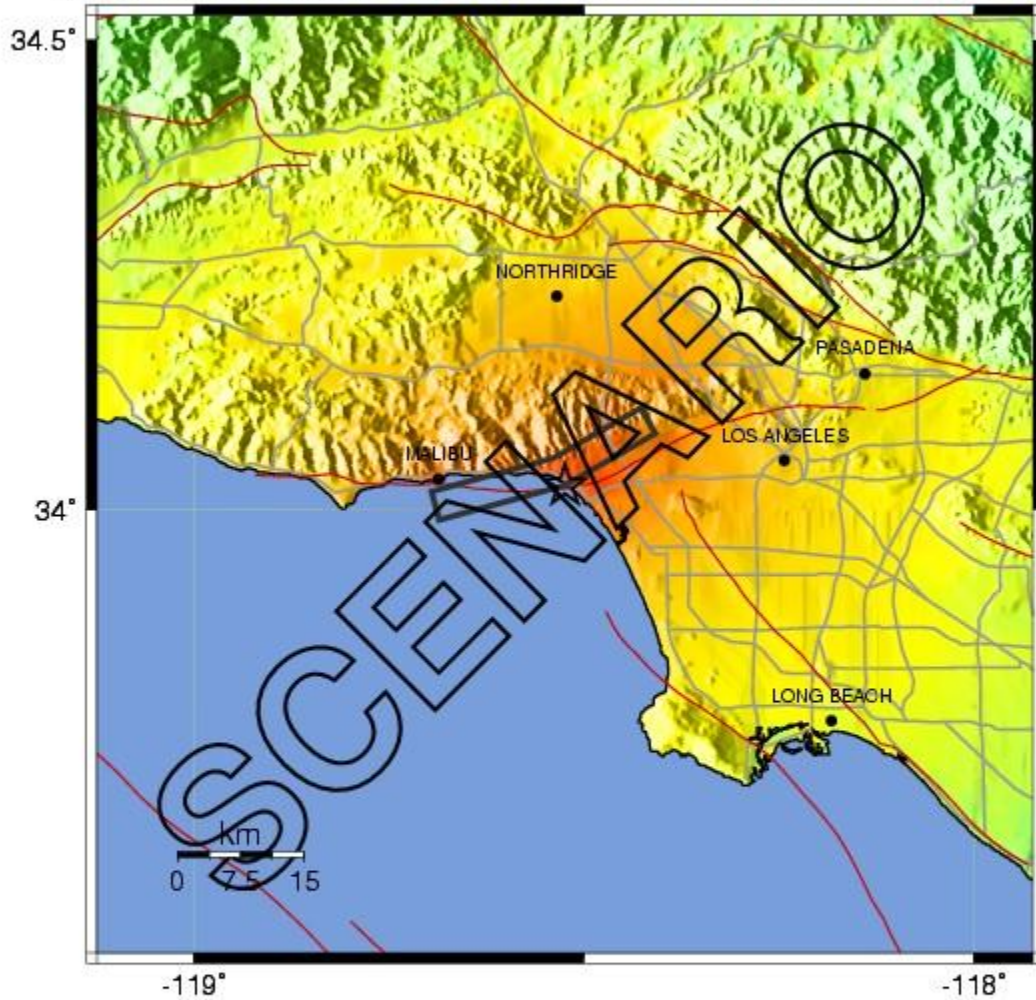 34.5°
NORTHRIDGE
PASADENA
LOS ANGELES
MALIBU
34°
SCENARIO
LONG BEACH
km
0 7.5 15
-119° -118°